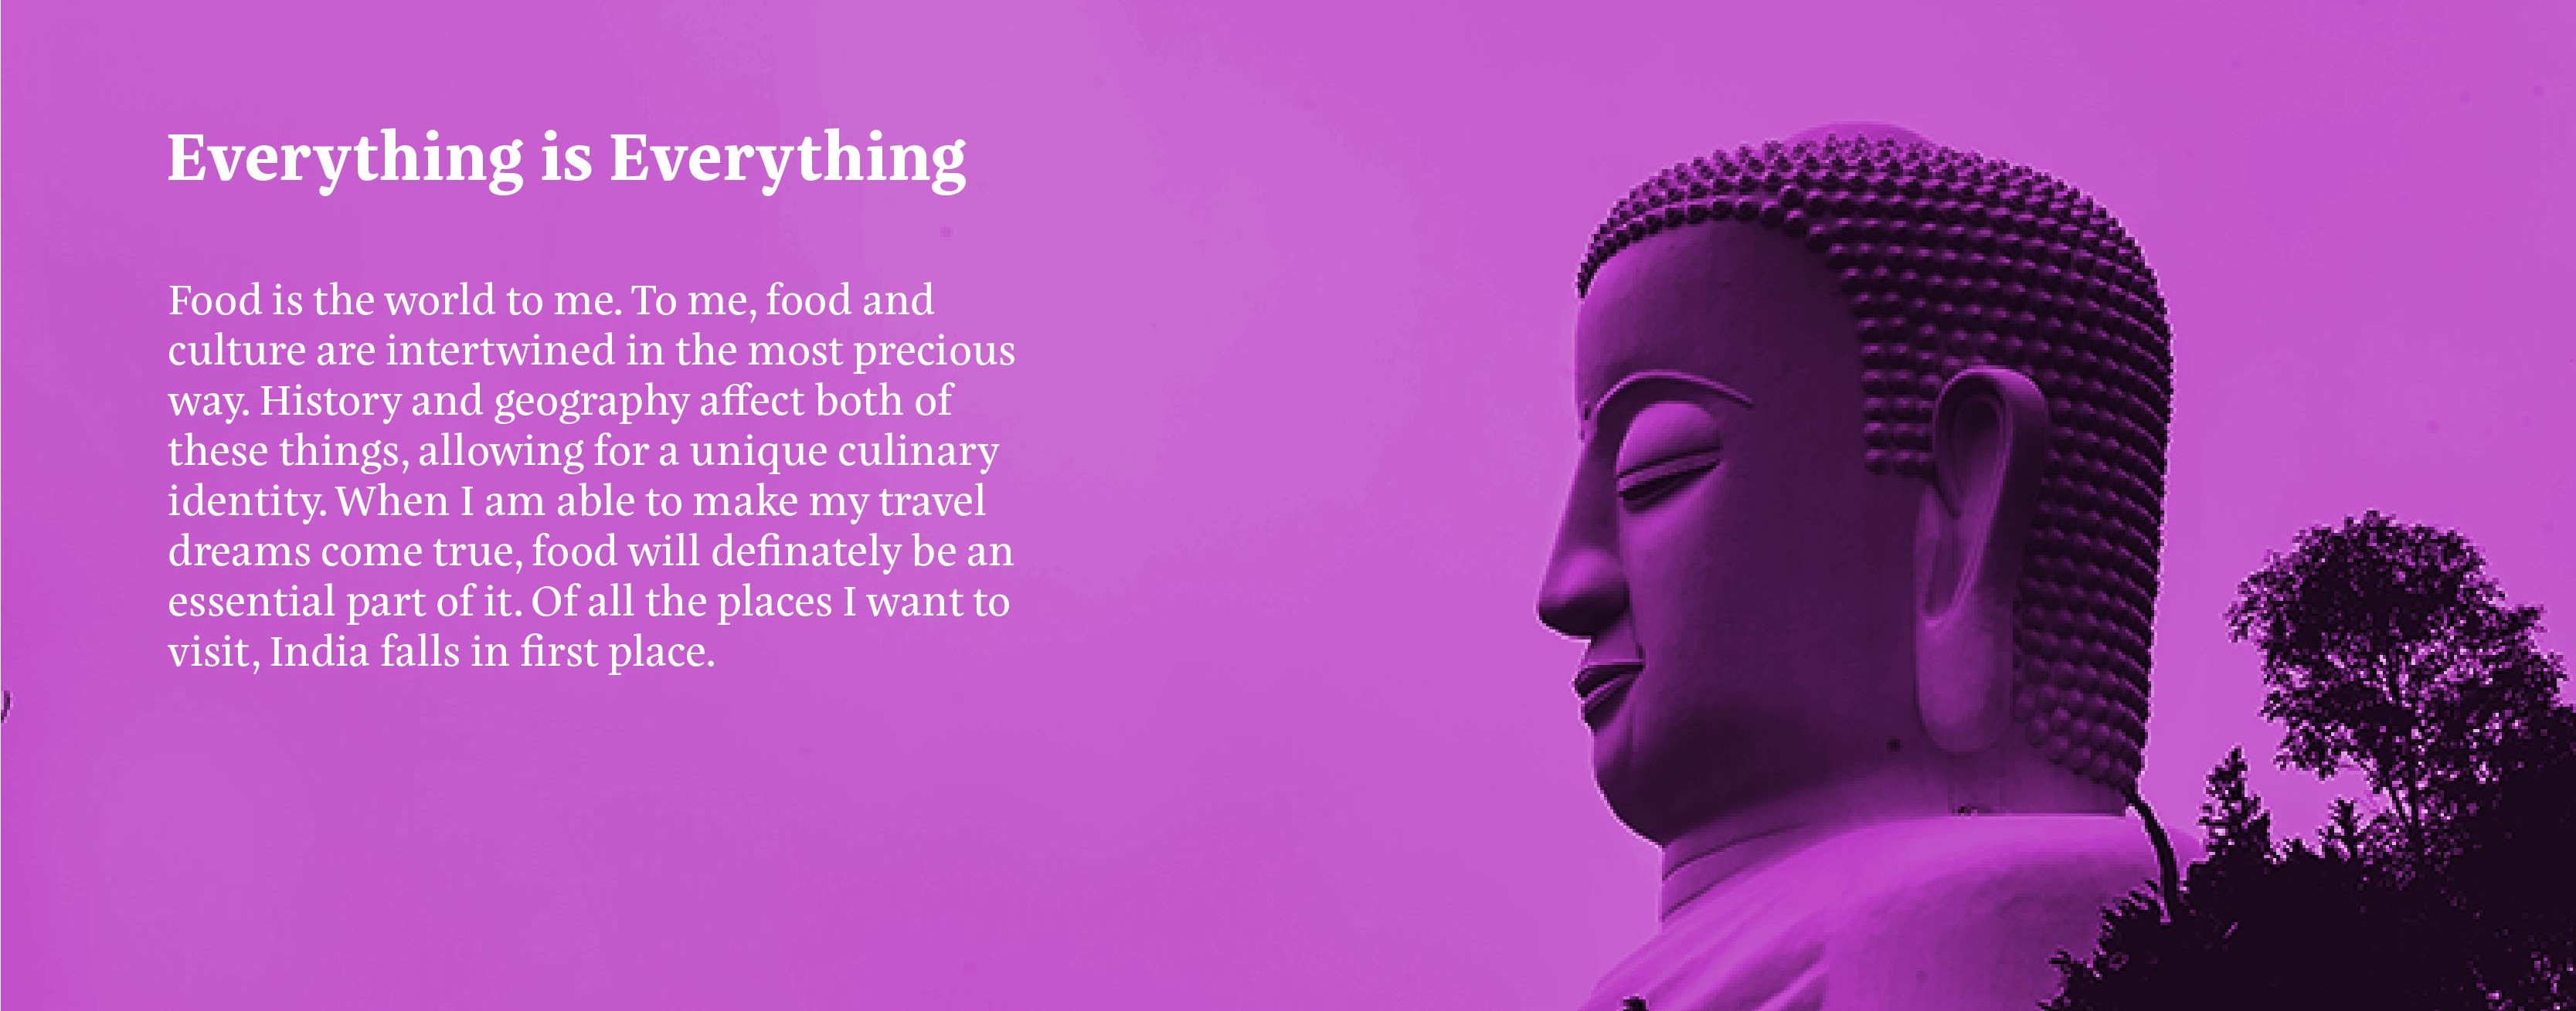 Everything is Everything
Food is the world to me. To me, food and
culture are intertwined in the most precious
way. History and geography affect both of
these things, allowing for a unique culinary
identity. When I am able to make my travel
dreams come true, food will definately be an
essential part of it. Of all the places I want to
visit, India falls in first place.